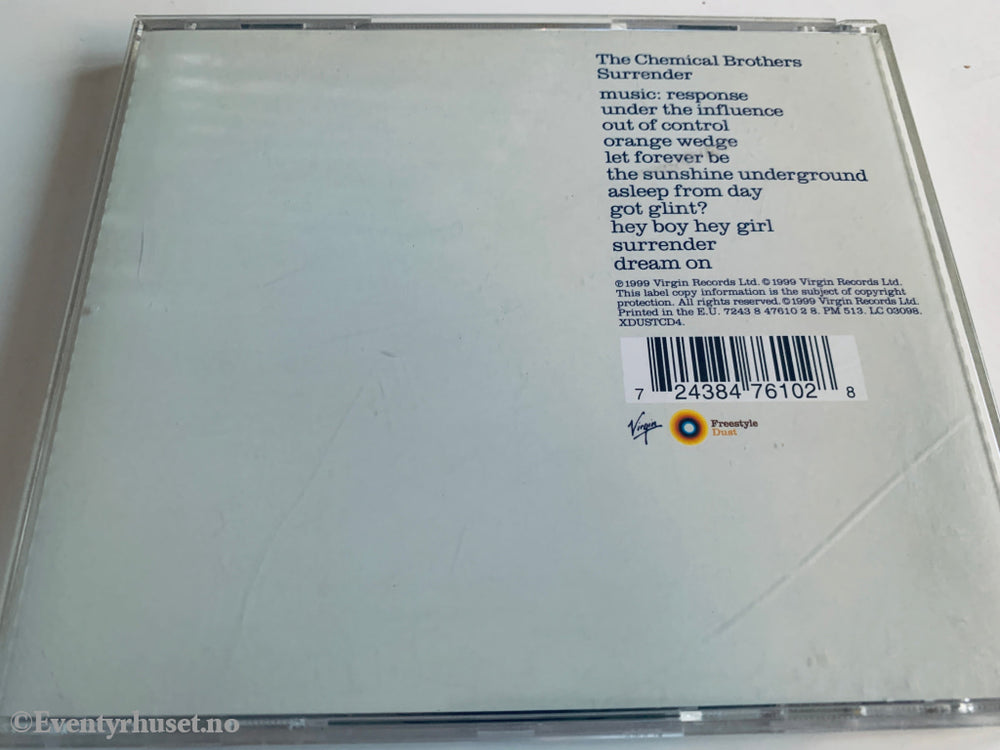 The Chemical Brothers
Surrender
music: response
under the influence
out of control
orange wedge
let forever be
the sunshine underground
asleep from day
got glint?
hey boy hey girl
surrender
dream on
℗ 1999 Virgin Records Ltd. © 1999 Virgin Records Ltd.
This label copy information is the subject of copyright
protection. All rights reserved. © 1999 Virgin Records Ltd.
Printed in the E.U. 7243 8 47610 2 8. PM 513. LC 03098.
XDUSTCD4.
7 24384 76102 8
Virgin
Freestyle
Dust
©Eventyrhuset.no